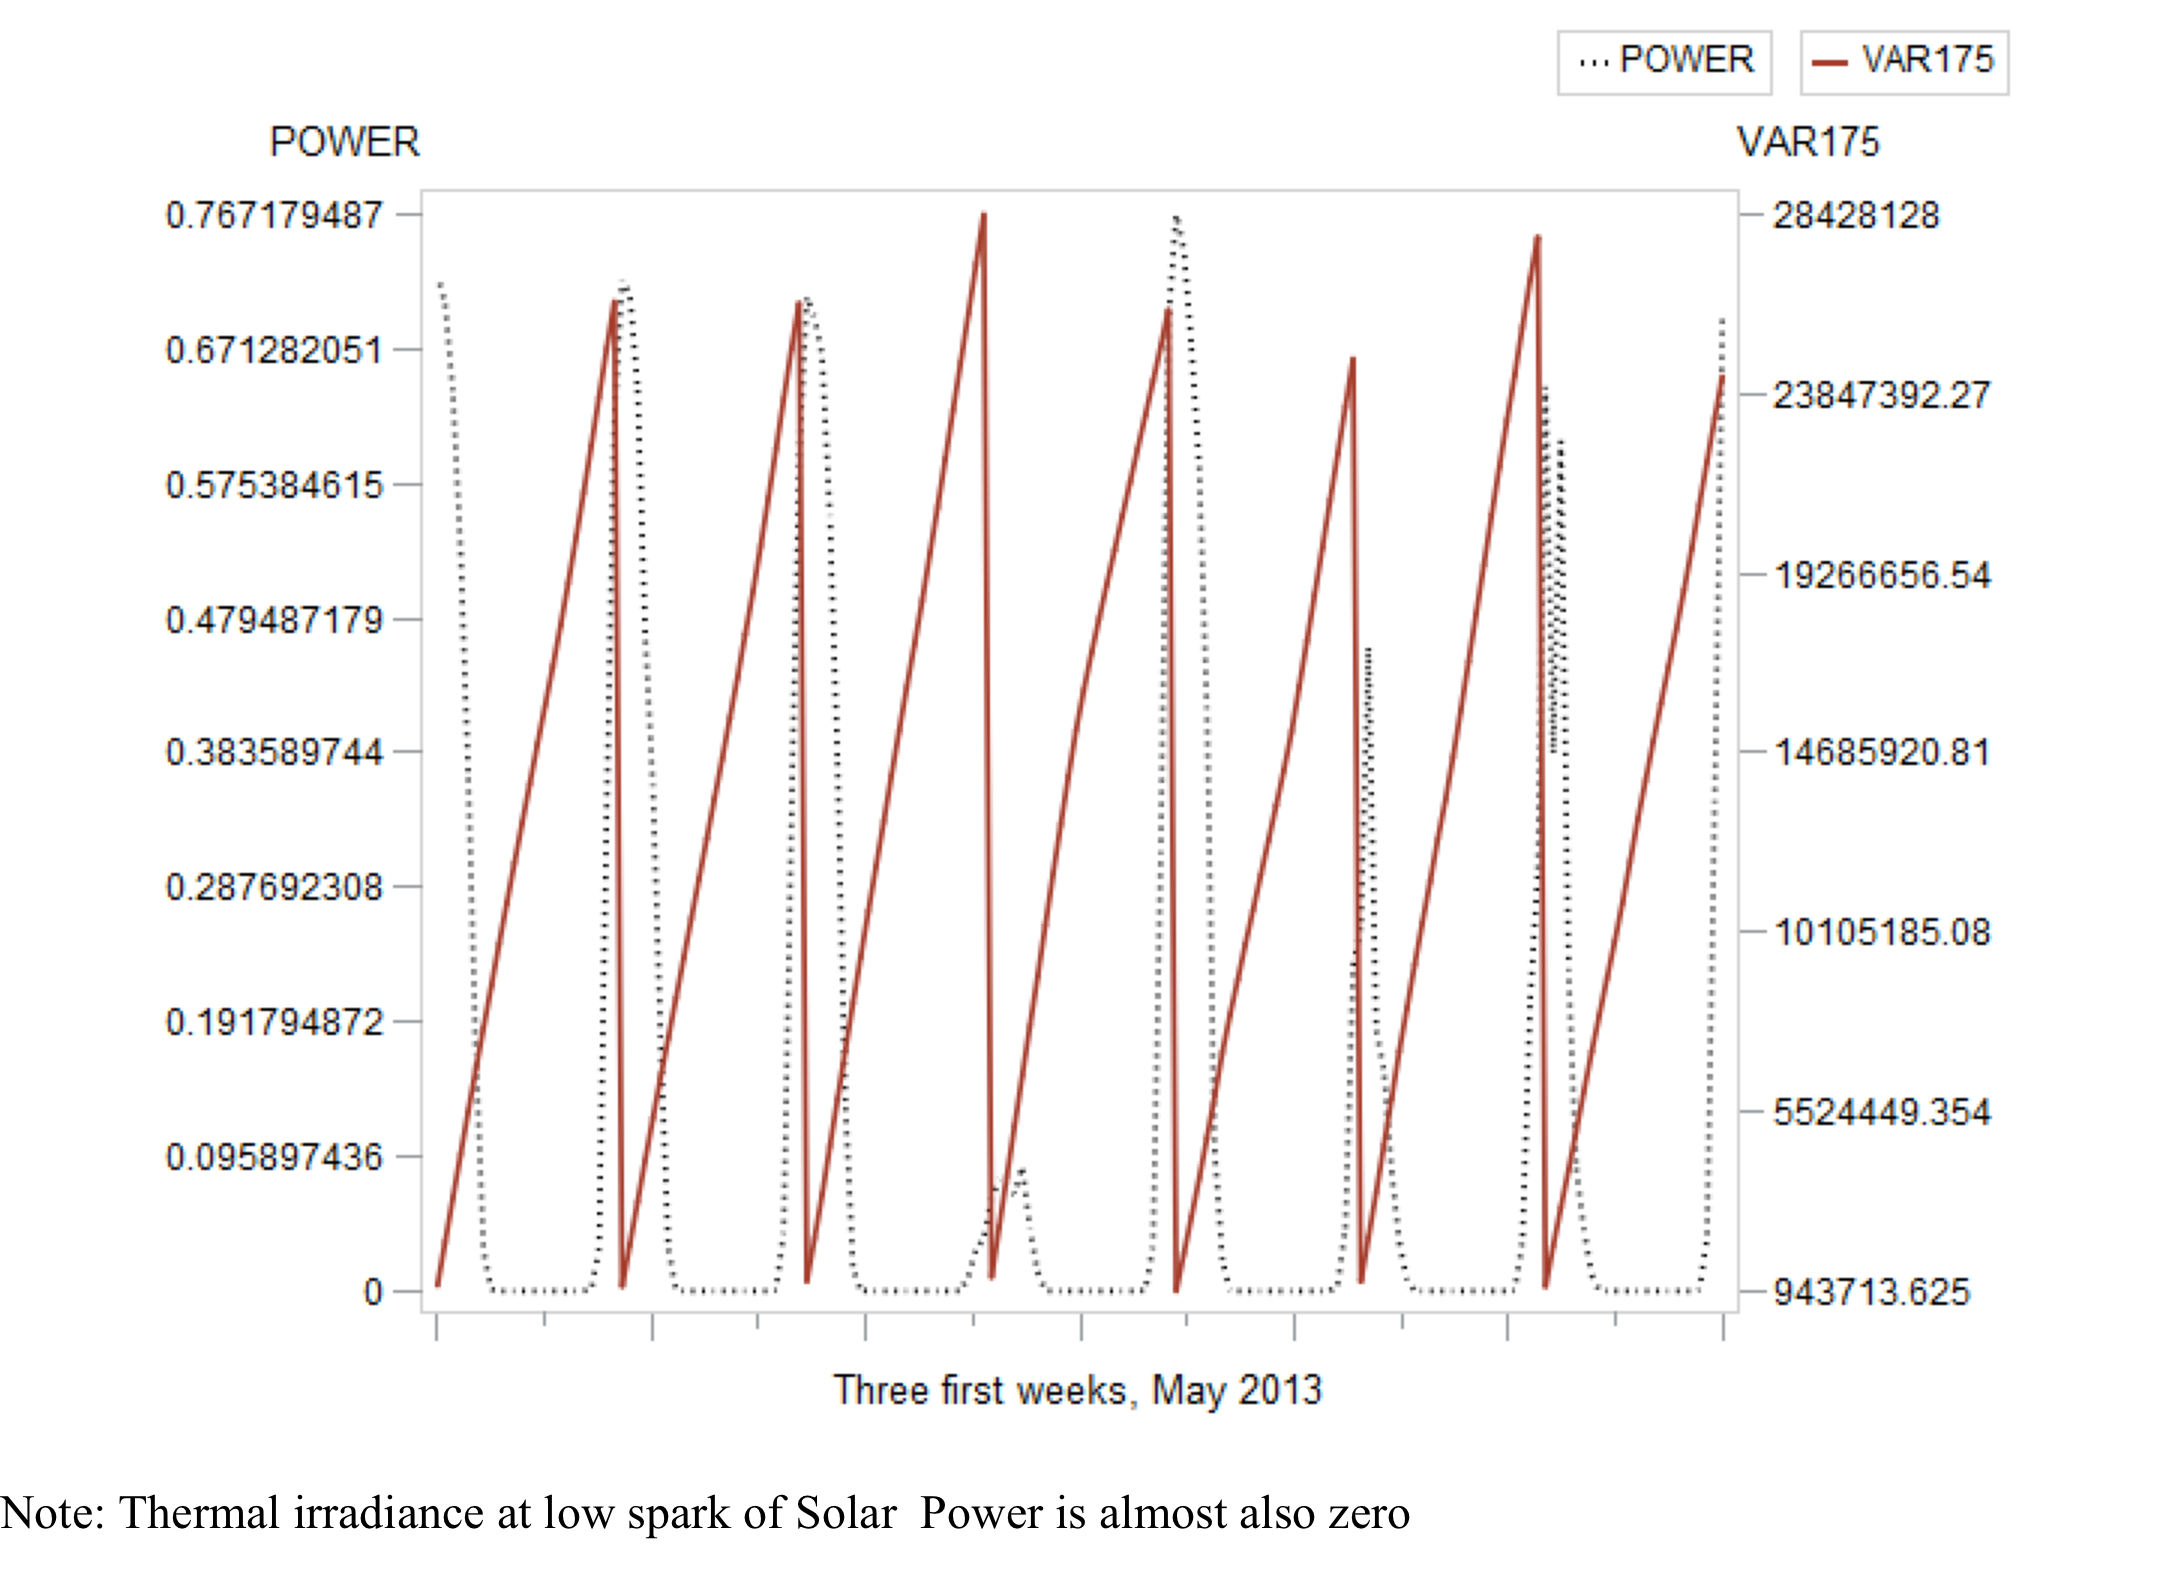 POWER VAR175
POWER VAR175
0.767179487 28428128
0.671282051 23847392.27
0.575384615 19266656.54
0.479487179
0.383589744 14685920.81
0.287692308 10105185.08
0.191794872 5524449.354
0.095897436
0 943713.625
Three first weeks, May 2013
Note: Thermal irradiance at low spark of Solar Power is almost also zero